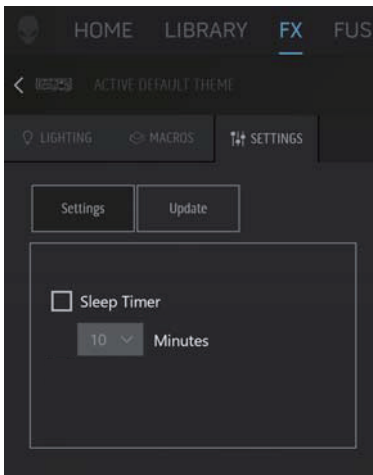 HOME LIBRARY FX FUS
ACTIVE DEFAULT THEME
LIGHTING MACROS SETTINGS
Settings Update
Sleep Timer
10 Minutes